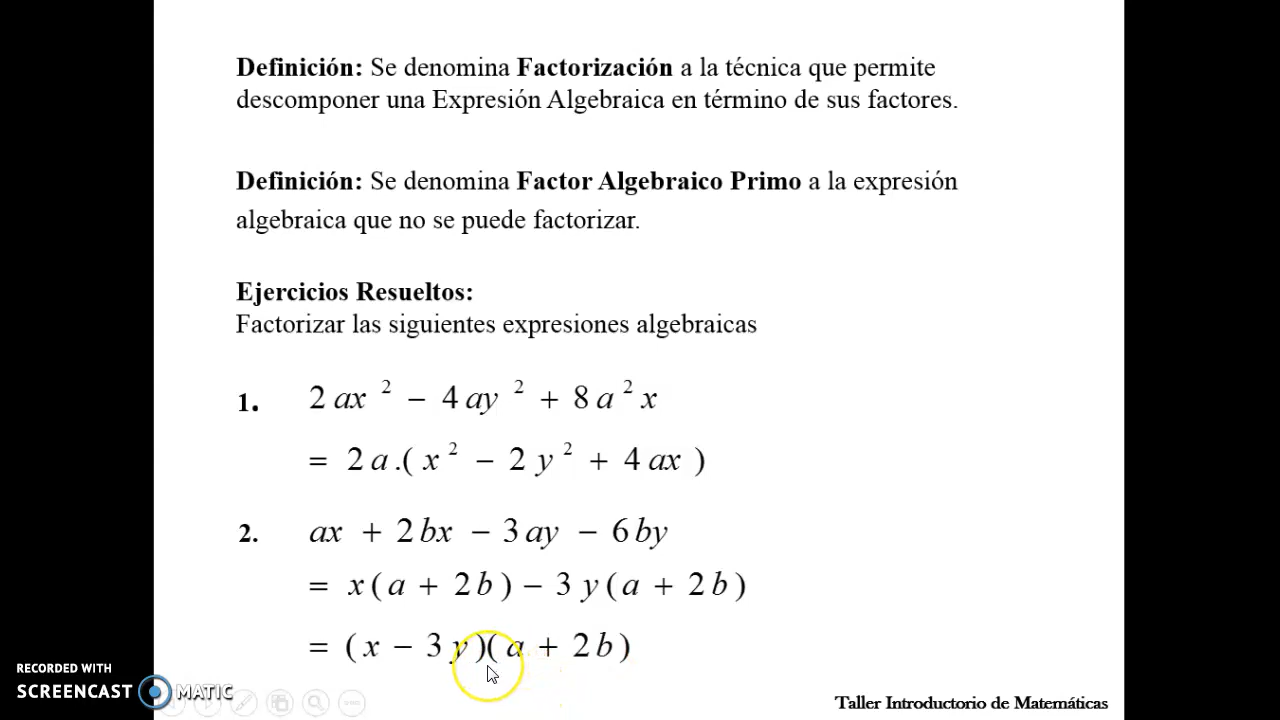 Definición: Se denomina Factorización a la técnica que permite
descomponer una Expresión Algebraica en término de sus factores.
Definición: Se denomina Factor Algebraico Primo a la expresión
algebraica que no se puede factorizar.
Ejercicios Resueltos:
Factorizar las siguientes expresiones algebraicas
1. 2ax² − 4ay² + 8a²x
= 2a.(x² − 2y² + 4ax)
2. ax + 2bx − 3ay − 6by
= x(a + 2b) − 3y(a + 2b)
= (x − 3y)(a + 2b)
RECORDED WITH
SCREENCAST MATIC
Taller Introductorio de Matemáticas